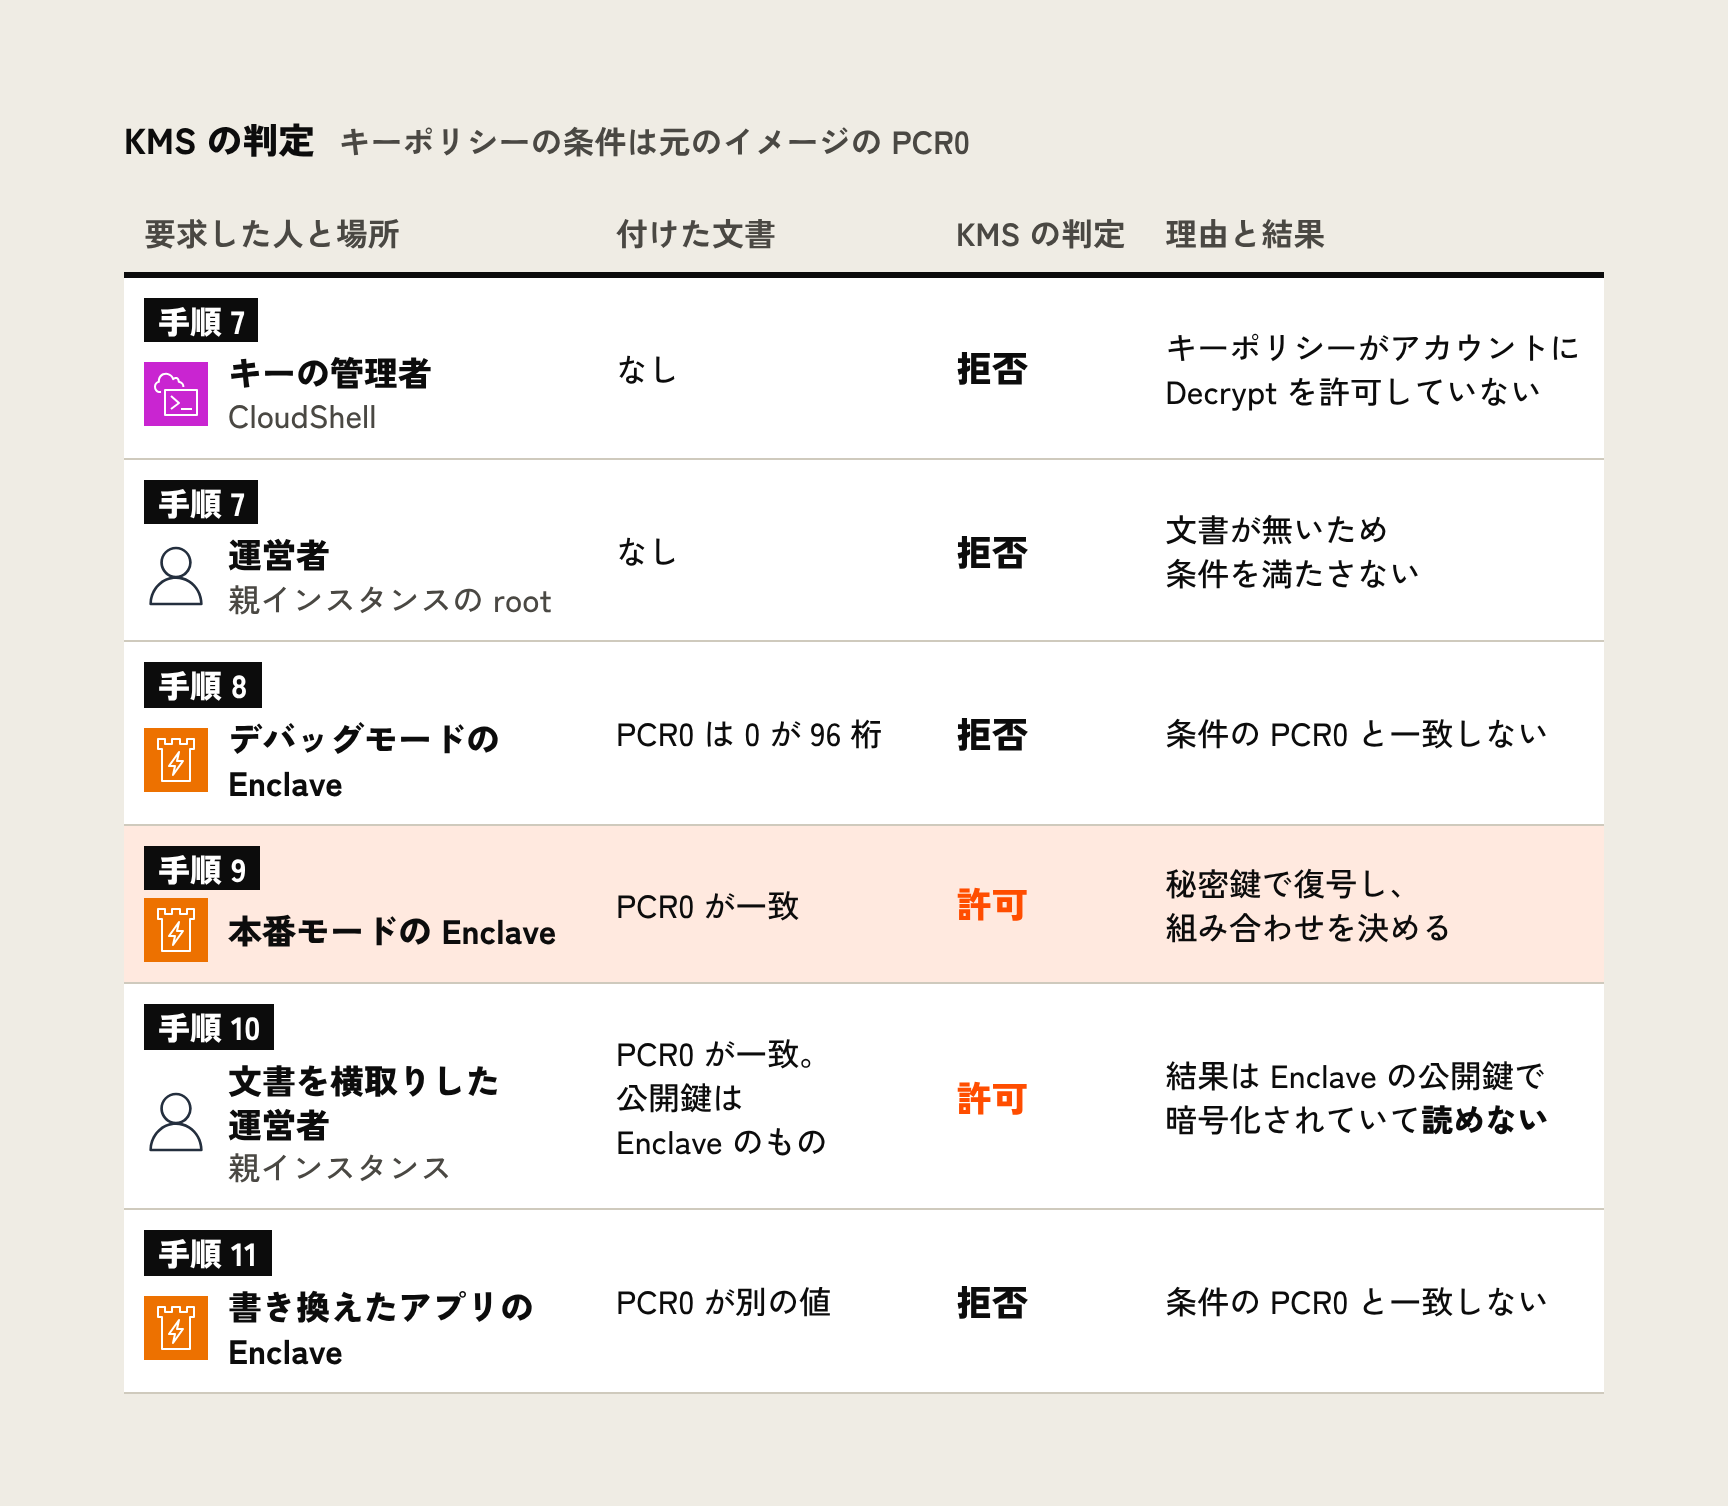 KMS の判定 キーポリシーの条件は元のイメージの PCR0
要求した人と場所 付けた文書 KMS の判定 理由と結果
手順 7
キーの管理者
CloudShell
なし
拒否
キーポリシーがアカウントに
Decrypt を許可していない
手順 7
運営者
親インスタンスの root
なし
拒否
文書が無いため
条件を満たさない
手順 8
デバッグモードの
Enclave
PCR0 は 0 が 96 桁
拒否
条件の PCR0 と一致しない
手順 9
本番モードの Enclave
PCR0 が一致
許可
秘密鍵で復号し、
組み合わせを決める
手順 10
文書を横取りした
運営者
親インスタンス
PCR0 が一致。
公開鍵は
Enclave のもの
許可
結果は Enclave の公開鍵で
暗号化されていて読めない
手順 11
書き換えたアプリの
Enclave
PCR0 が別の値
拒否
条件の PCR0 と一致しない